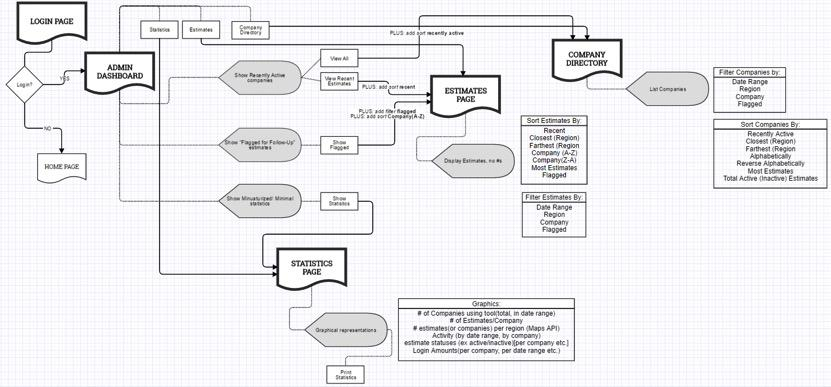 LOGIN PAGE
Login?
YES
NO
HOME PAGE
ADMIN
DASHBOARD
Statistics
Estimates
Company
Directory
Show Recently Active
companies
View All
View Recent
Estimates
PLUS: add sort recently active
PLUS: add sort recent
PLUS: add filter flagged
PLUS: add sort Company(A-Z)
Show "Flagged for Follow-Up"
estimates
Show
Flagged
Show Minuaturized/ Minimal
statistics
Show
Statistics
ESTIMATES
PAGE
Display Estimates, no #s
Sort Estimates By:
Recent
Closest (Region)
Farthest (Region
Company (A-Z)
Company(Z-A)
Most Estimates
Flagged
Filter Estimates By:
Date Range
Region
Company
Flagged
COMPANY
DIRECTORY
List Companies
Filter Companies by:
Date Range
Region
Company
Flagged
Sort Companies By:
Recently Active
Closest (Region)
Farthest (Region
Alphabetically
Reverse Alphabetically
Most Estimates
Total Active (Inactive) Estimates
STATISTICS
PAGE
Graphical representations
Print
Statistics
Graphics:
# of Companies using tool(total, in date range)
# of Estimates/Company
# estimates(or companies) per region (Maps API)
Activity (by date range, by company)
estimate statuses (ex active/inactive)[per company etc.]
Login Amounts(per company, per date range etc.)